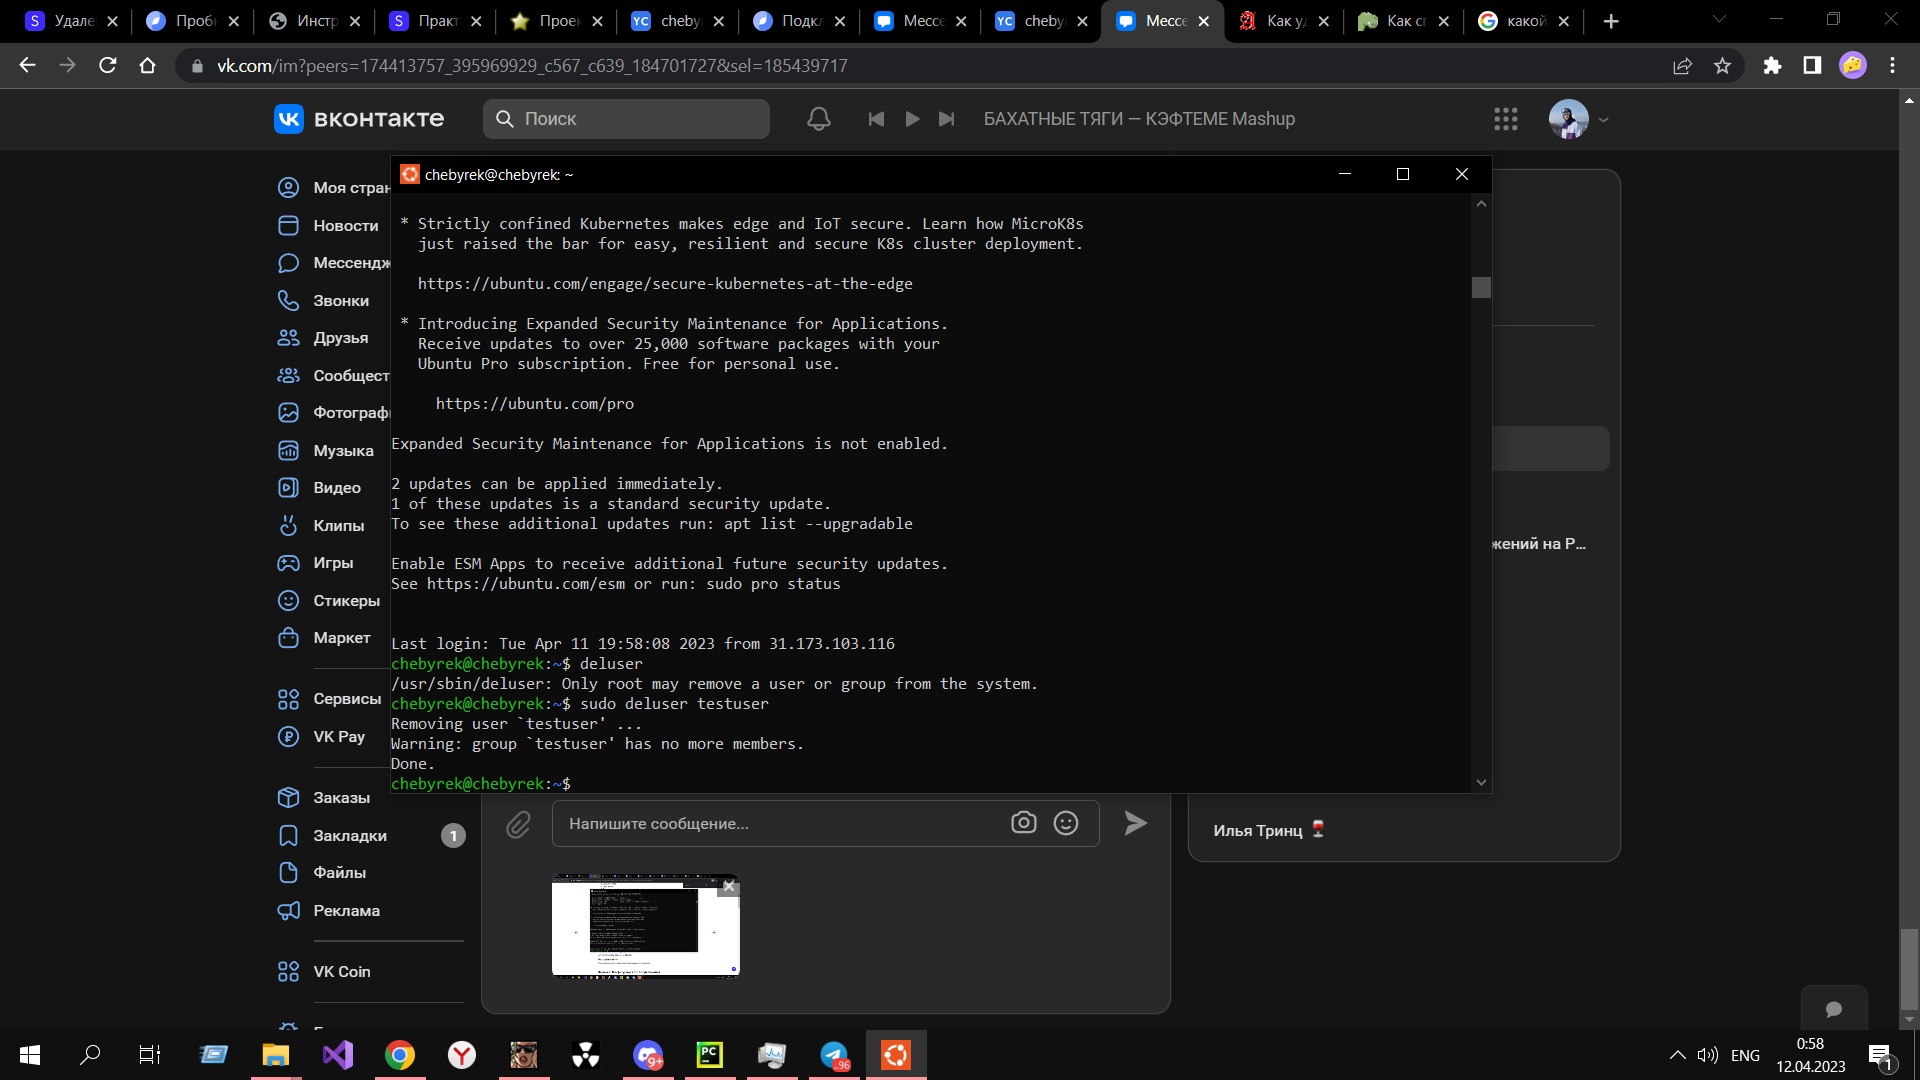 Удале
Проб
Инстр
Практ
Прое
cheby
Подкл
Мессе
cheby
Мессе
Как у
Как с
какой
vk.com/im?peers=174413757_395969929_c567_c639_184701727&sel=185439717
ВКОНТАКТЕ
Поиск
БАХАТНЫЕ ТЯГИ — КЭФТЕМЕ Mashup
chebyrek@chebyrek: ~
Моя стран
Новости
Мессендж
Звонки
Друзья
Сообщест
Фотограф
Музыка
Видео
Клипы
Игры
Стикеры
Маркет
Сервисы
VK Pay
Заказы
Закладки
1
Файлы
Реклама
VK Coin
* Strictly confined Kubernetes makes edge and IoT secure. Learn how MicroK8s
just raised the bar for easy, resilient and secure K8s cluster deployment.
https://ubuntu.com/engage/secure-kubernetes-at-the-edge
* Introducing Expanded Security Maintenance for Applications.
Receive updates to over 25,000 software packages with your
Ubuntu Pro subscription. Free for personal use.
https://ubuntu.com/pro
Expanded Security Maintenance for Applications is not enabled.
2 updates can be applied immediately.
1 of these updates is a standard security update.
To see these additional updates run: apt list --upgradable
Enable ESM Apps to receive additional future security updates.
See https://ubuntu.com/esm or run: sudo pro status
Last login: Tue Apr 11 19:58:08 2023 from 31.173.103.116
chebyrek@chebyrek:~$ deluser
/usr/sbin/deluser: Only root may remove a user or group from the system.
chebyrek@chebyrek:~$ sudo deluser testuser
Removing user `testuser' ...
Warning: group `testuser' has no more members.
Done.
chebyrek@chebyrek:~$
жений на Р...
Напишите сообщение...
Илья Тринц
ENG
0:58
12.04.2023
1